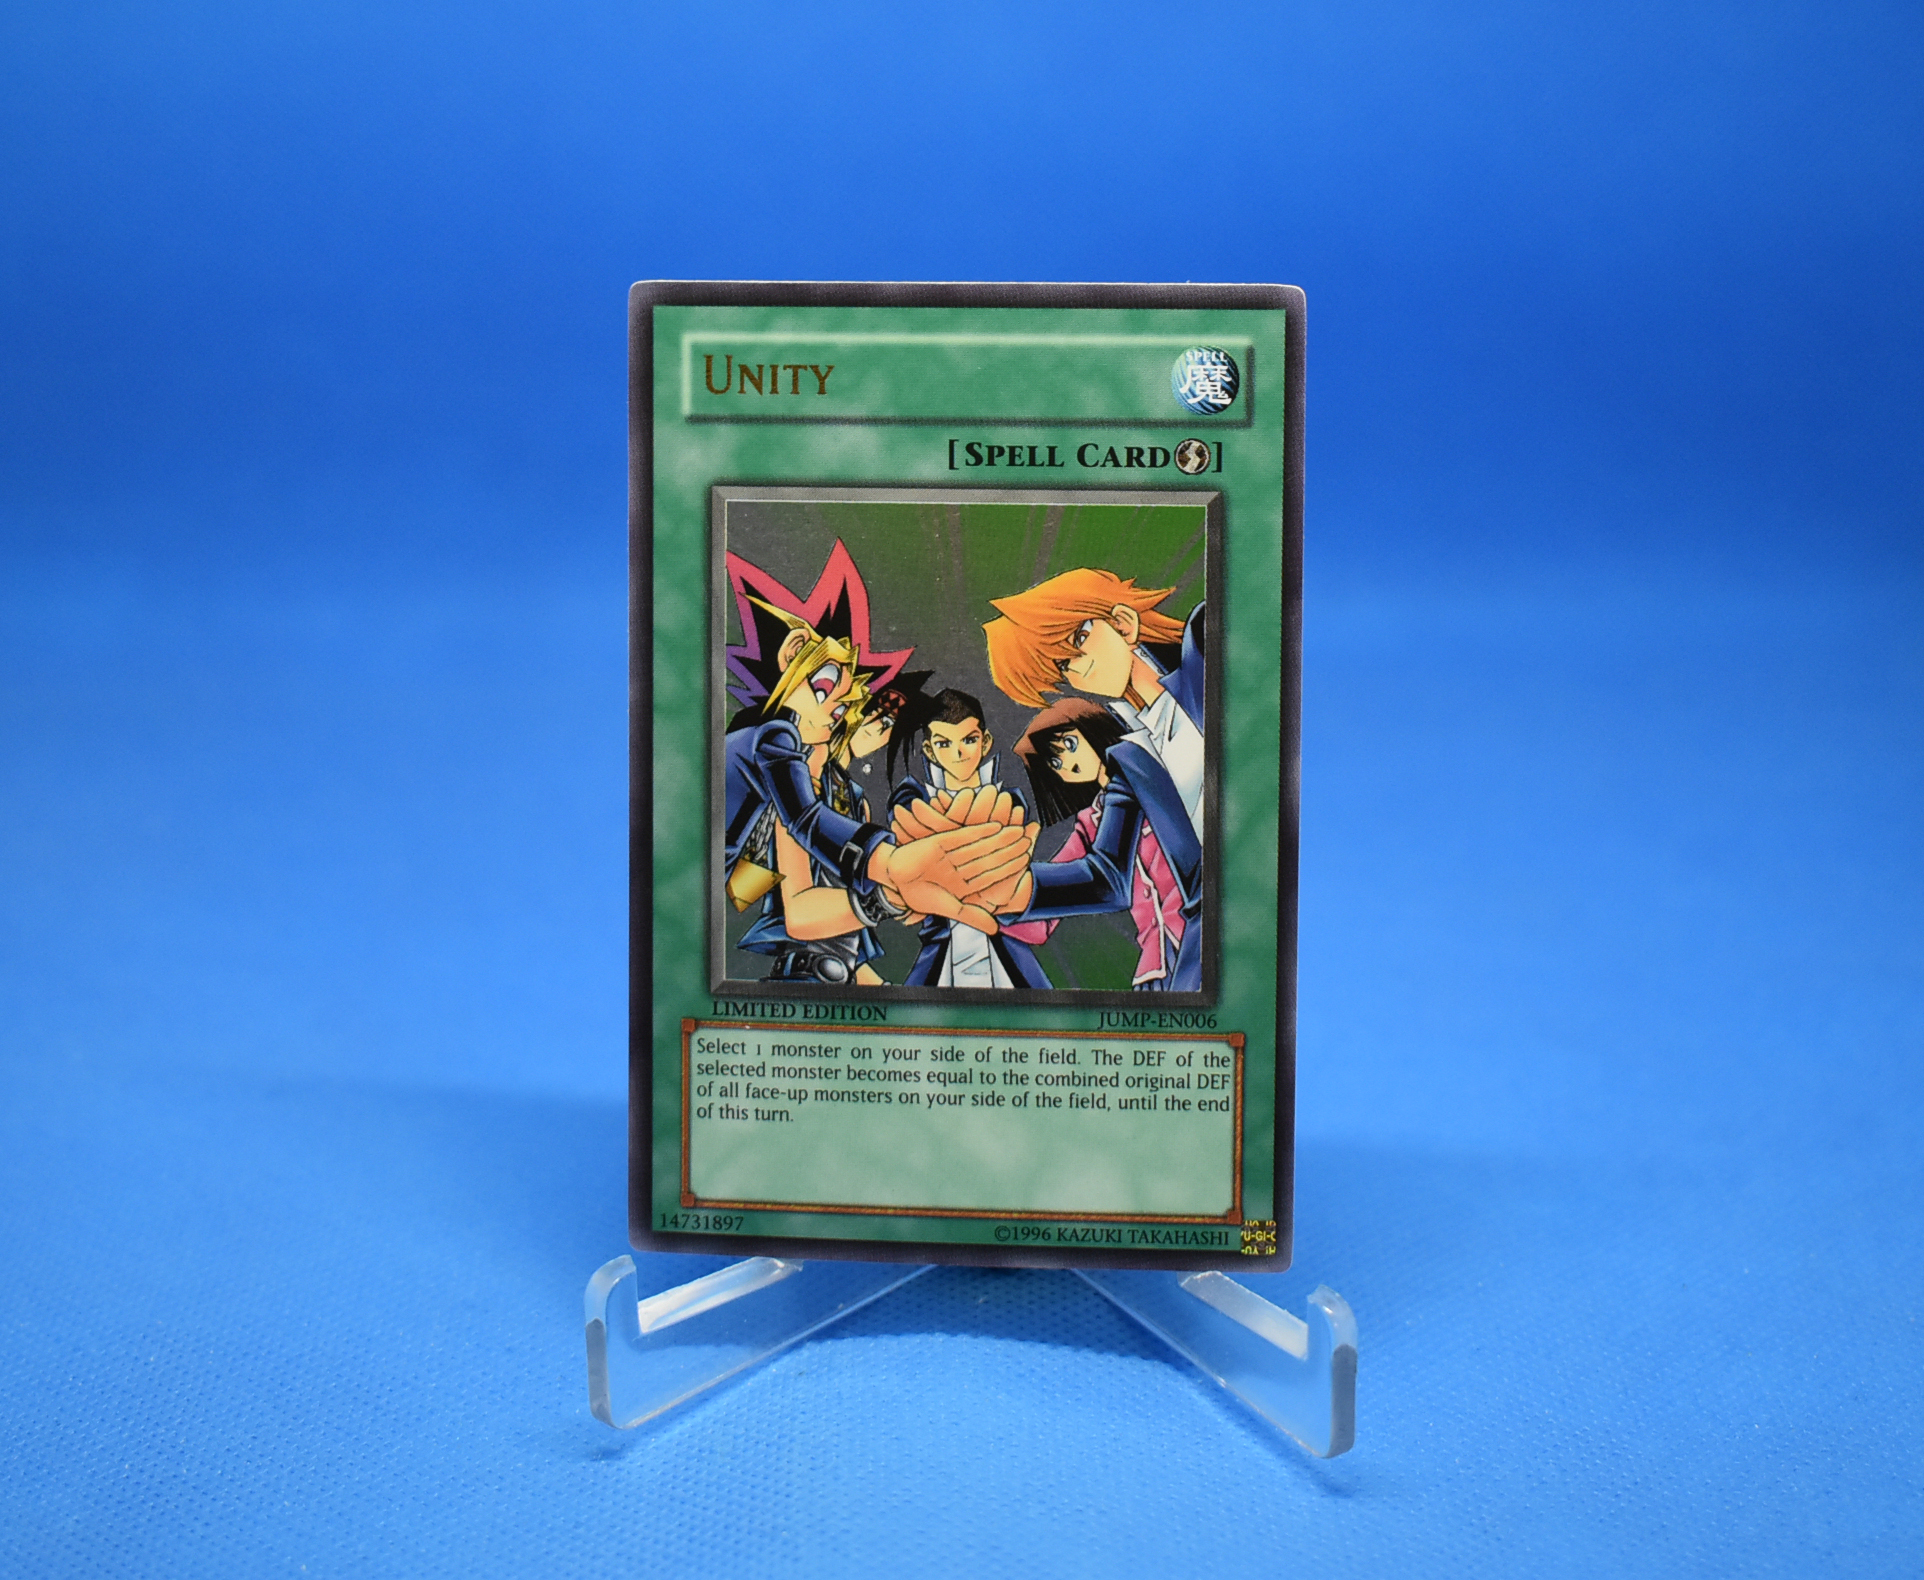 UNITY
SPELL
魔
[SPELL CARD]
LIMITED EDITION
JUMP-EN006
Select 1 monster on your side of the field. The DEF of the
selected monster becomes equal to the combined original DEF
of all face-up monsters on your side of the field, until the end
of this turn.
14731897
©1996 KAZUKI TAKAHASHI